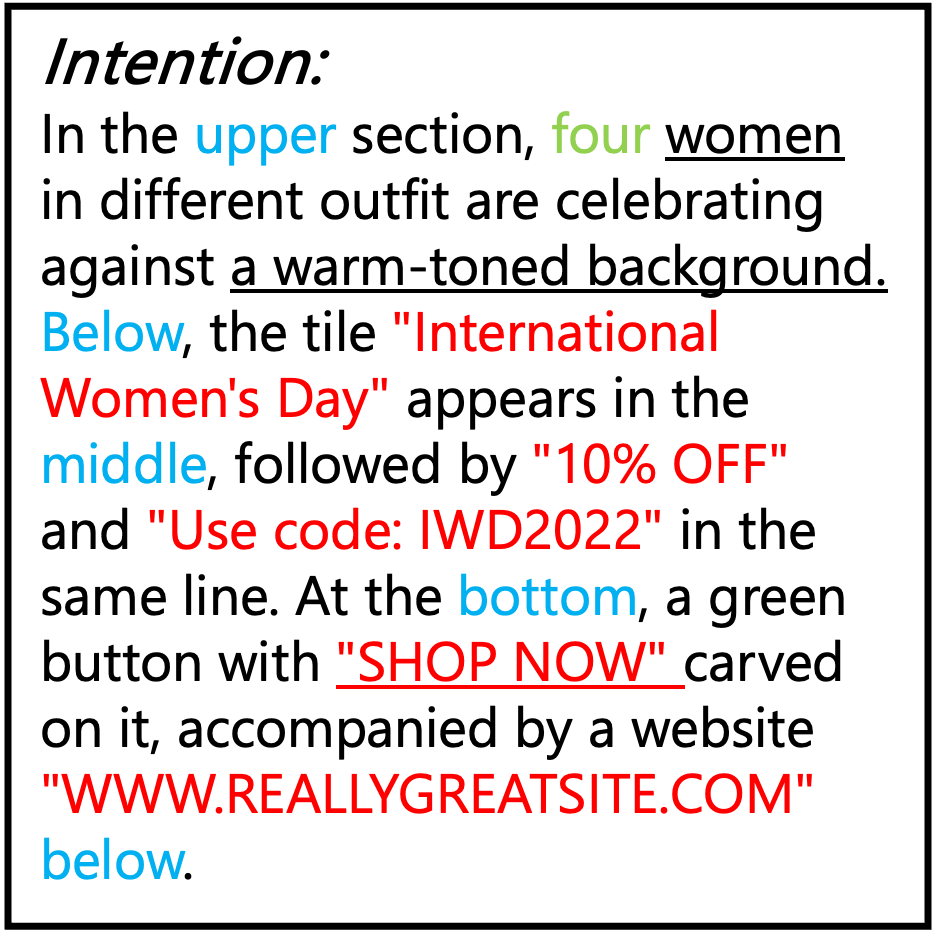 Intention:
In the upper section, four women
in different outfit are celebrating
against a warm-toned background.
Below, the tile "International
Women's Day" appears in the
middle, followed by "10% OFF"
and "Use code: IWD2022" in the
same line. At the bottom, a green
button with "SHOP NOW" carved
on it, accompanied by a website
"WWW.REALLYGREATSITE.COM"
below.